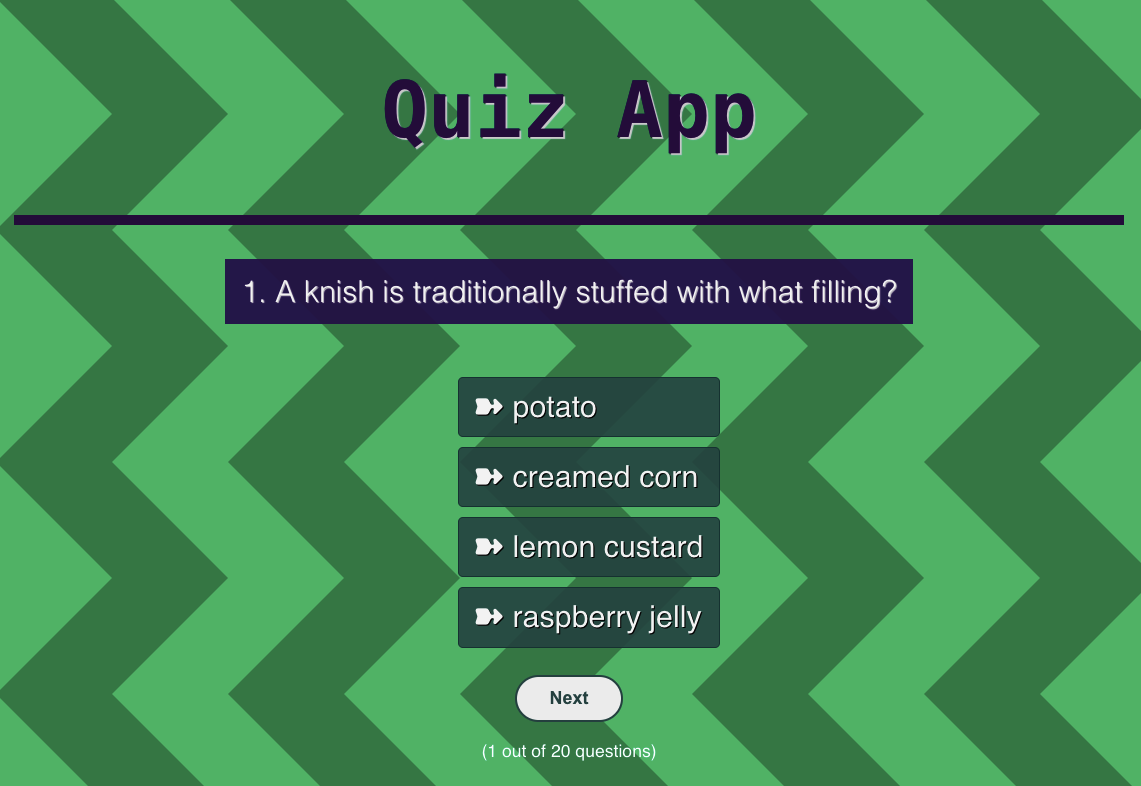 Quiz App
1. A knish is traditionally stuffed with what filling?
➽ potato
➽ creamed corn
➽ lemon custard
➽ raspberry jelly
Next
(1 out of 20 questions)